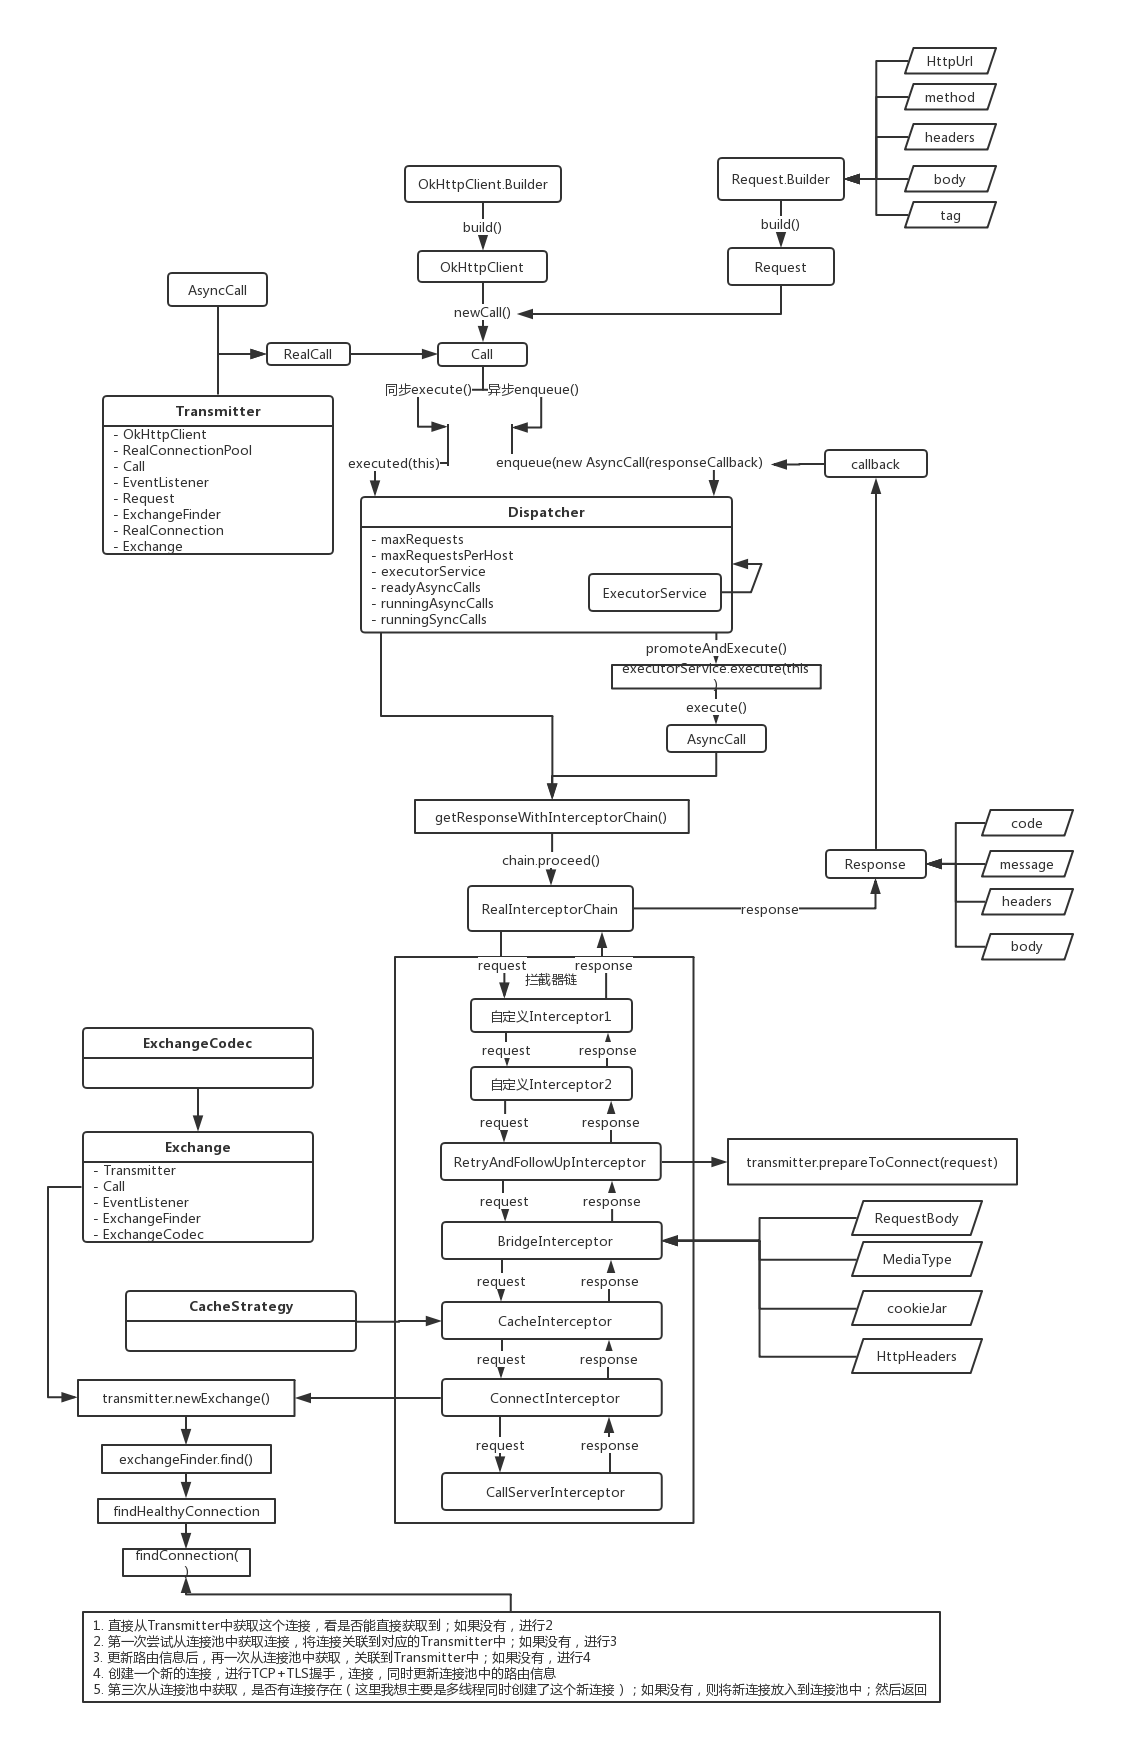 HttpUrl
method
headers
body
tag
OkHttpClient.Builder
Request.Builder
build()
build()
OkHttpClient
Request
AsyncCall
newCall()
RealCall
Call
同步execute()
异步enqueue()
Transmitter
- OkHttpClient
- RealConnectionPool
- Call
- EventListener
- Request
- ExchangeFinder
- RealConnection
- Exchange
executed(this)
enqueue(new AsyncCall(responseCallback)
callback
Dispatcher
- maxRequests
- maxRequestsPerHost
- executorService
- readyAsyncCalls
- runningAsyncCalls
- runningSyncCalls
ExecutorService
promoteAndExecute()
executorService.execute(this
)
execute()
AsyncCall
getResponseWithInterceptorChain()
chain.proceed()
RealInterceptorChain
response
Response
code
message
headers
body
request
response
拦截器链
自定义Interceptor1
request
response
自定义Interceptor2
request
response
RetryAndFollowUpInterceptor
transmitter.prepareToConnect(request)
request
response
BridgeInterceptor
RequestBody
MediaType
cookieJar
HttpHeaders
request
response
CacheInterceptor
request
response
ConnectInterceptor
request
response
CallServerInterceptor
ExchangeCodec
Exchange
- Transmitter
- Call
- EventListener
- ExchangeFinder
- ExchangeCodec
CacheStrategy
transmitter.newExchange()
exchangeFinder.find()
findHealthyConnection
findConnection(
)
1. 直接从Transmitter中获取这个连接，看是否能直接获取到；如果没有，进行2
2. 第一次尝试从连接池中获取连接，将连接关联到对应的Transmitter中；如果没有，进行3
3. 更新路由信息后，再一次从连接池中获取，关联到Transmitter中；如果没有，进行4
4. 创建一个新的连接，进行TCP+TLS握手，连接，同时更新连接池中的路由信息
5. 第三次从连接池中获取，是否有连接存在（这里我想主要是多线程同时创建了这个新连接）；如果没有，则将新连接放入到连接池中；然后返回